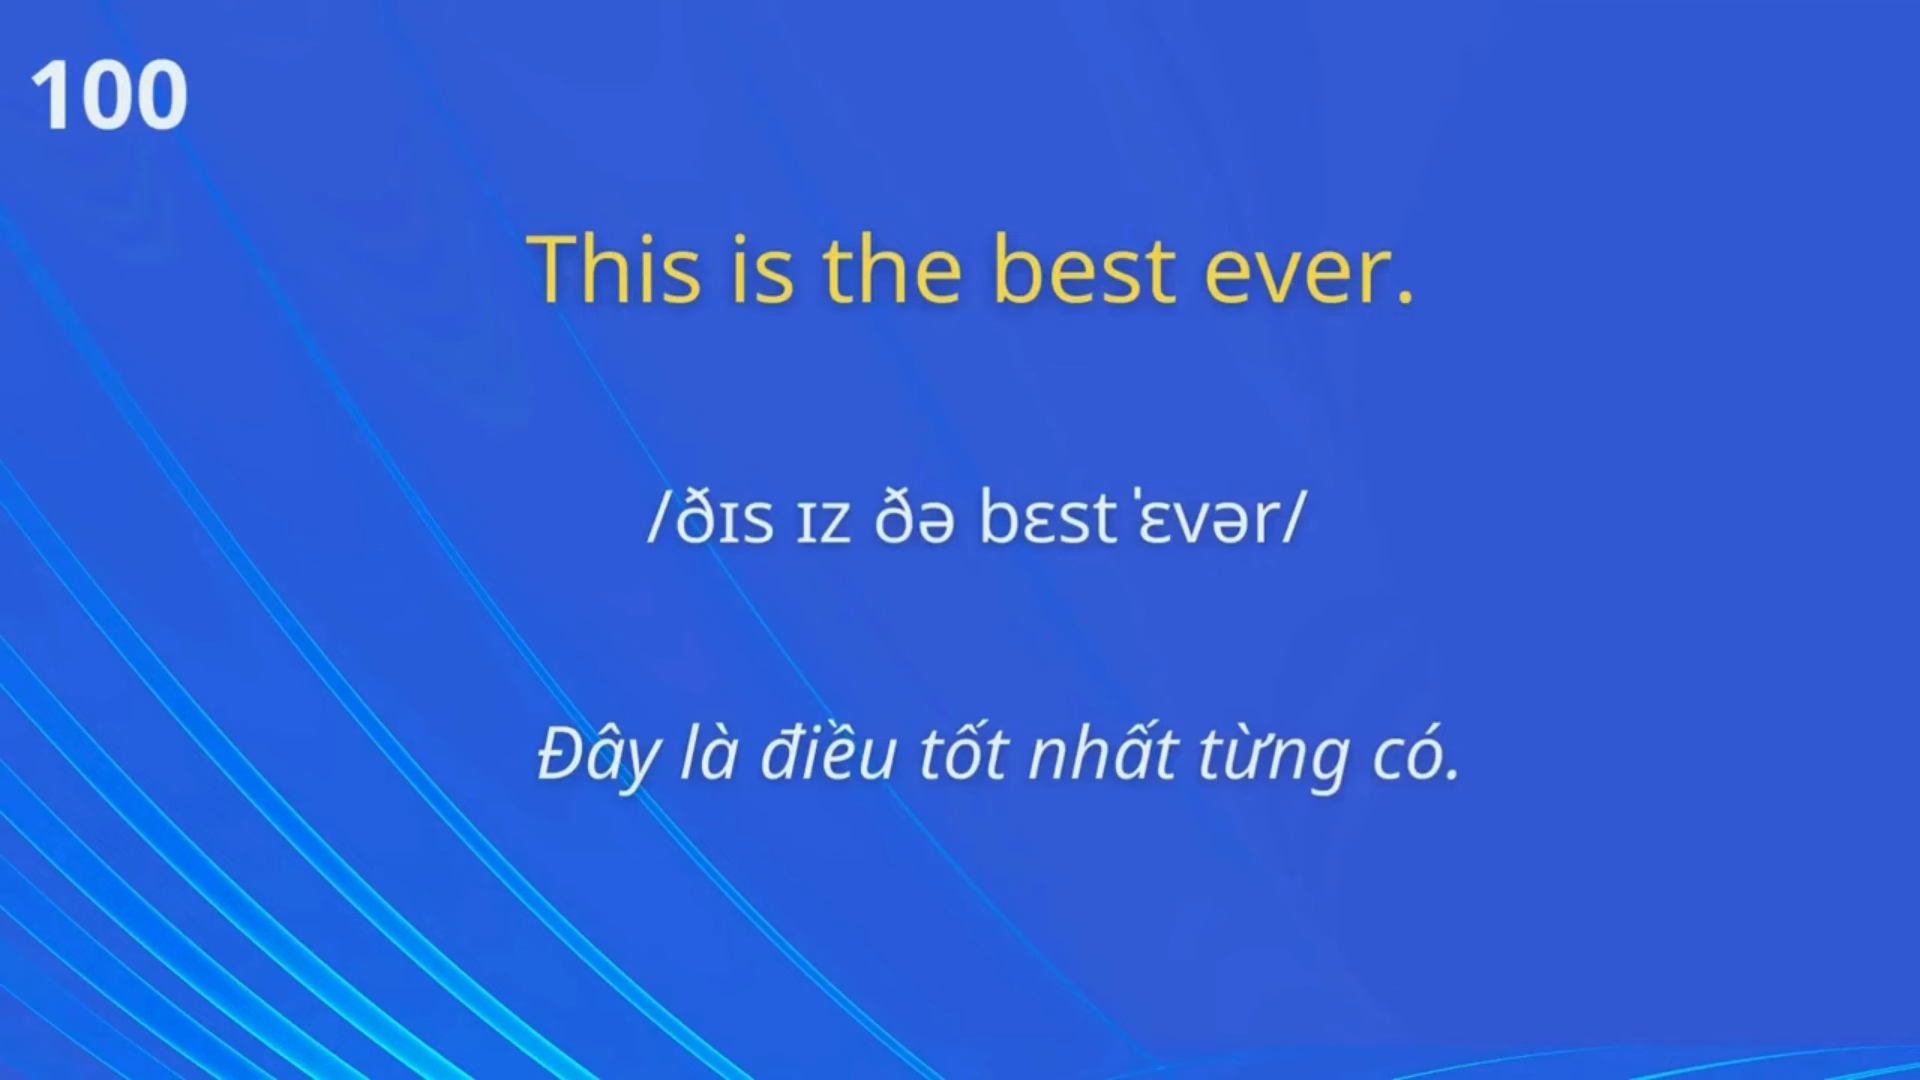 100
This is the best ever.
/ðɪs ɪz ðə bɛst ˈɛvər/
Đây là điều tốt nhất từng có.